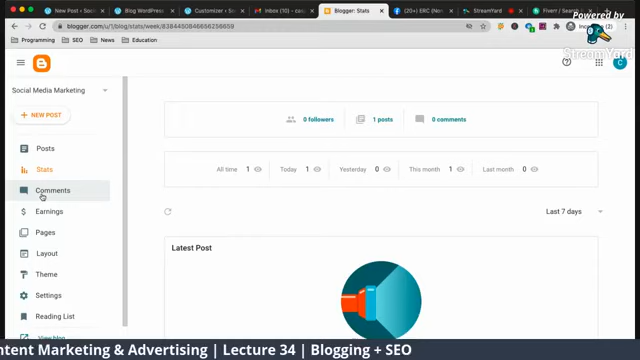 New Post ‹ Soci
Blog WordPress
Customizer ‹ Soc
Inbox (10) - cas
Blogger: Stats
(20+) ERC (Nor
StreamYard
Fiverr / Search
Powered by
blogger.com/u/1/blog/stats/week/8384450846656258659
StreamYard
Programming
SEO
News
Education
C
Social Media Marketing
+ NEW POST
0 followers
1 posts
0 comments
Posts
Stats
All time 1
Today 1
Yesterday 0
This month 1
Last month 0
Comments
Earnings
Last 7 days
Pages
Latest Post
Layout
Theme
Settings
Reading List
View blog
ntent Marketing & Advertising | Lecture 34 | Blogging + SEO